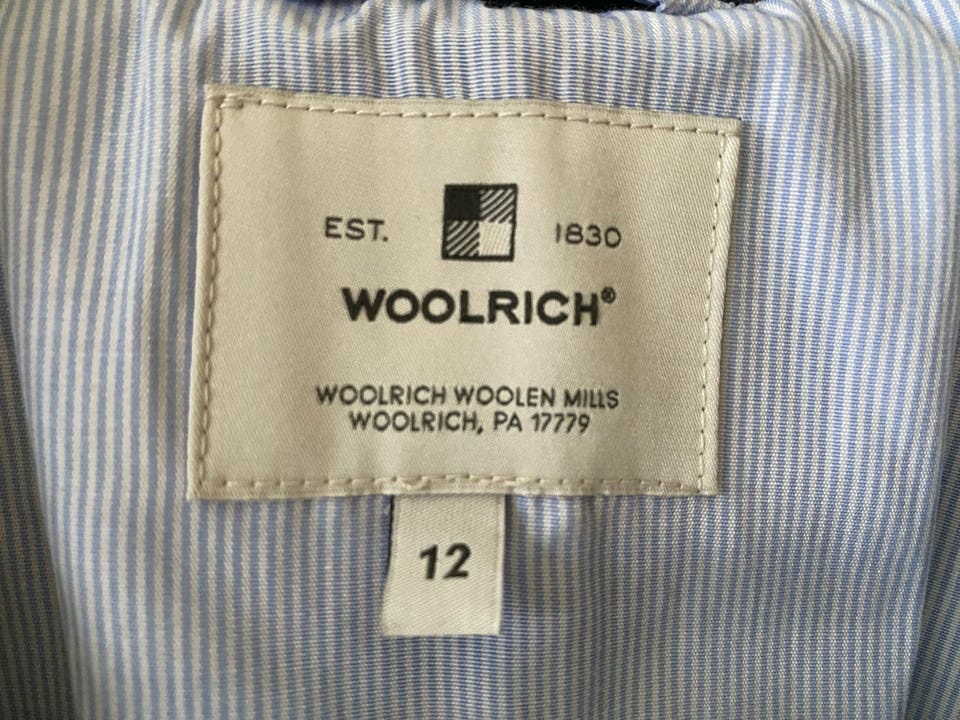 EST. 1830
WOOLRICH®
WOOLRICH WOOLEN MILLS
WOOLRICH, PA 17779
12